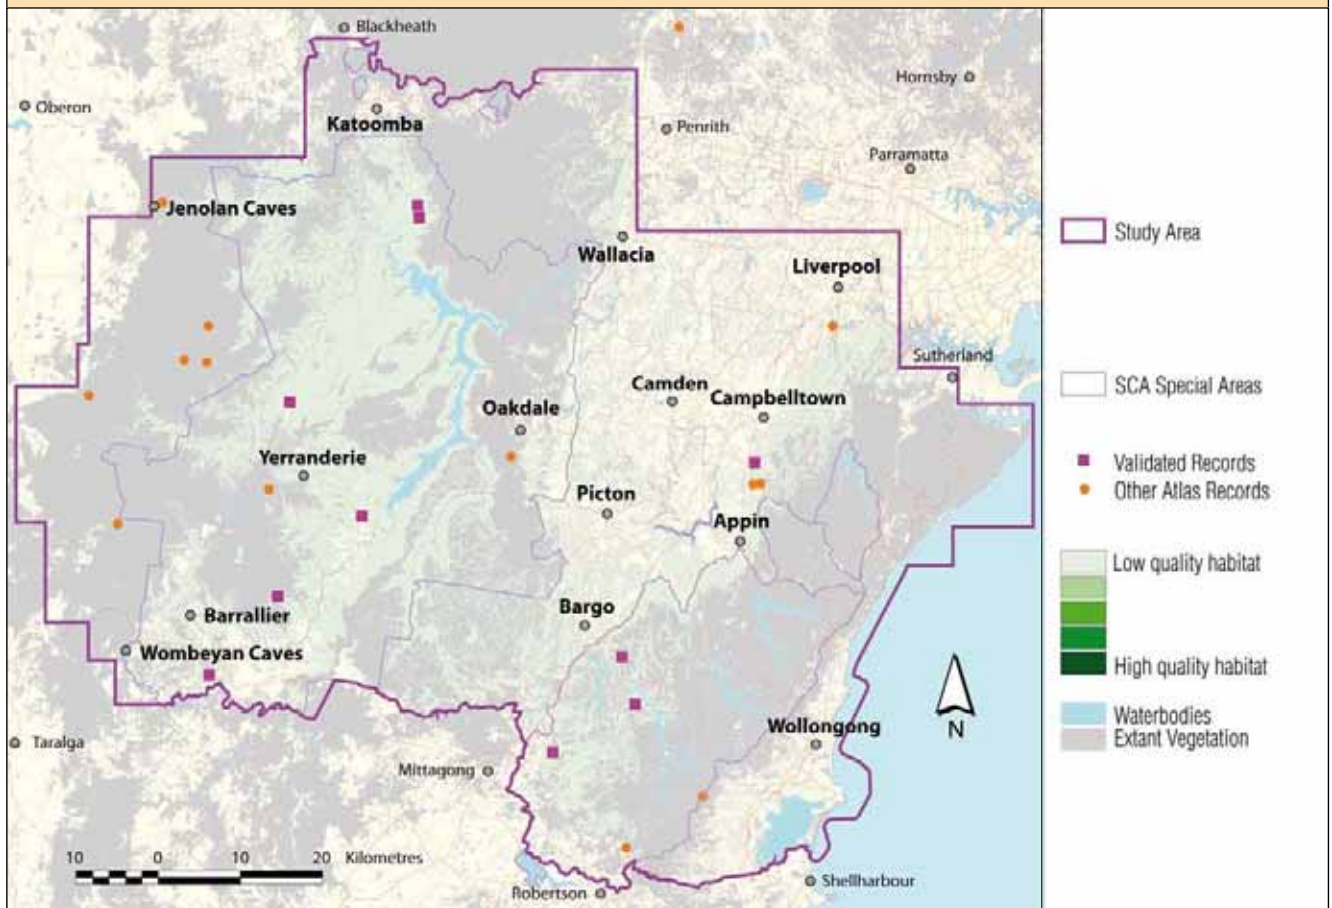 Blackheath
Hornsby
Oberon
Katoomba
Penrith
Parramatta
Jenolan Caves
Wallacia
Liverpool
Sutherland
Camden
Campbelltown
Oakdale
Yerranderie
Picton
Appin
Bargo
Barrallier
Wombeyan Caves
Wollongong
Taralga
Mittagong
10 0 10 20 Kilometres
Robertson
Shellharbour
N
Study Area
SCA Special Areas
Validated Records
Other Atlas Records
Low quality habitat
High quality habitat
Waterbodies
Extant Vegetation